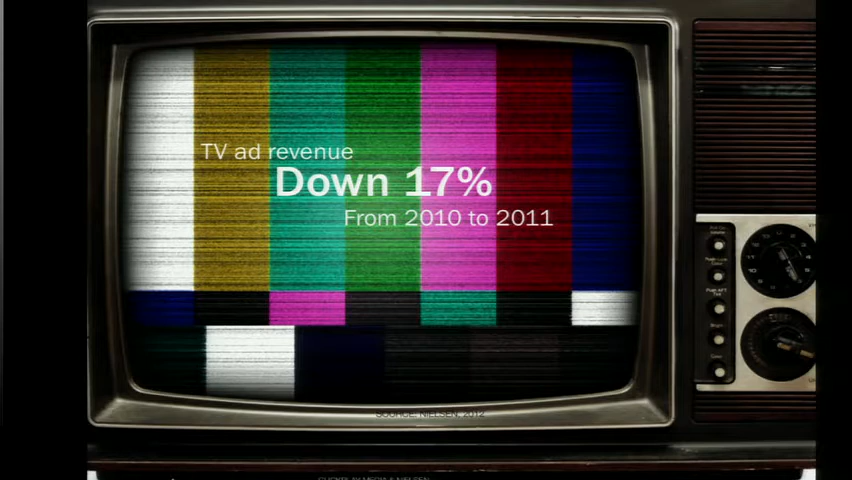 TV ad revenue
Down 17%
From 2010 to 2011
SOURCE: NIELSEN, 2012